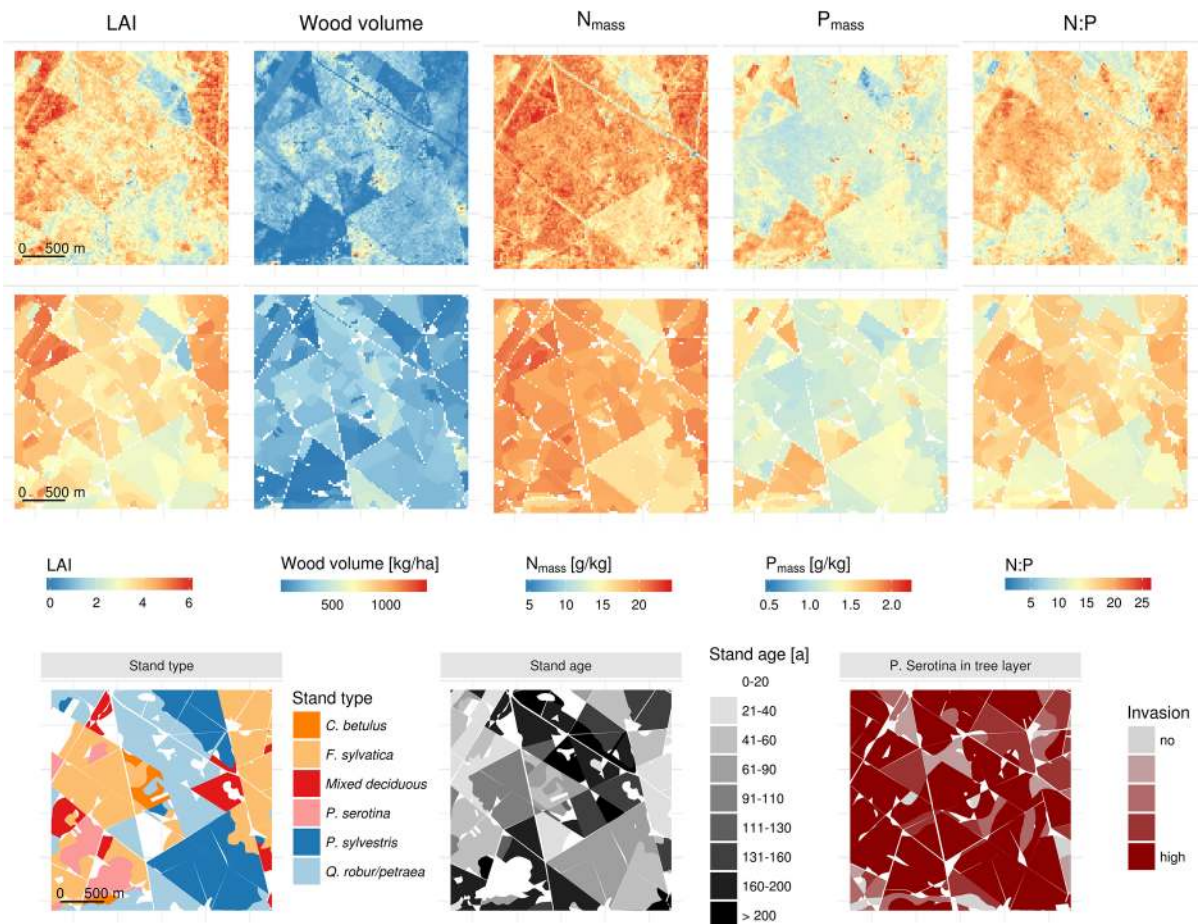 LAI Wood volume N_mass P_mass N:P
0 500 m
0 500 m
LAI Wood volume [kg/ha] N_mass [g/kg] P_mass [g/kg] N:P
0 2 4 6 500 1000 5 10 15 20 0.5 1.0 1.5 2.0 5 10 15 20 25
Stand type Stand age Stand age [a] P. Serotina in tree layer
Stand type
C. betulus
F. sylvatica
Mixed deciduous
P. serotina
P. sylvestris
Q. robur/petraea
0 500 m
0-20
21-40
41-60
61-90
91-110
111-130
131-160
160-200
> 200
Invasion
no
high